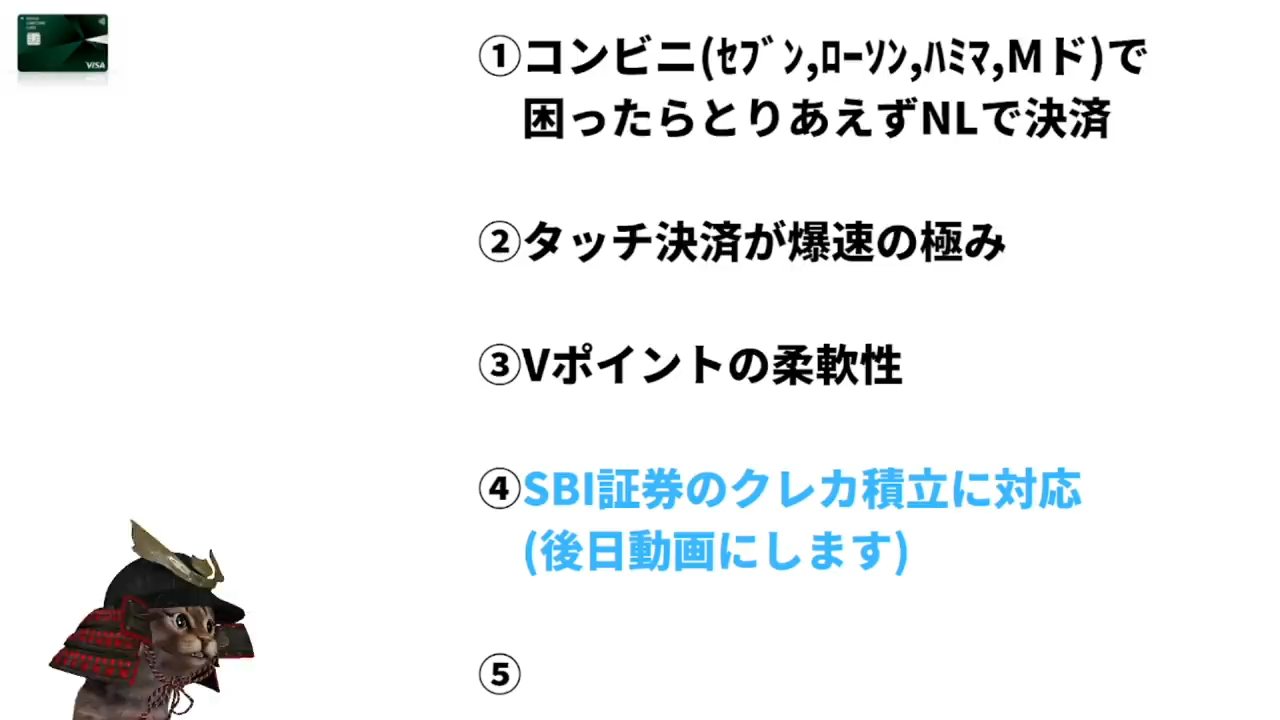 VISA
①コンビニ(ｾﾌﾞﾝ,ﾛｰｿﾝ,ﾊﾐﾏ,Mド)で
困ったらとりあえずNLで決済
②タッチ決済が爆速の極み
③Vポイントの柔軟性
④SBI証券のクレカ積立に対応
(後日動画にします)
⑤